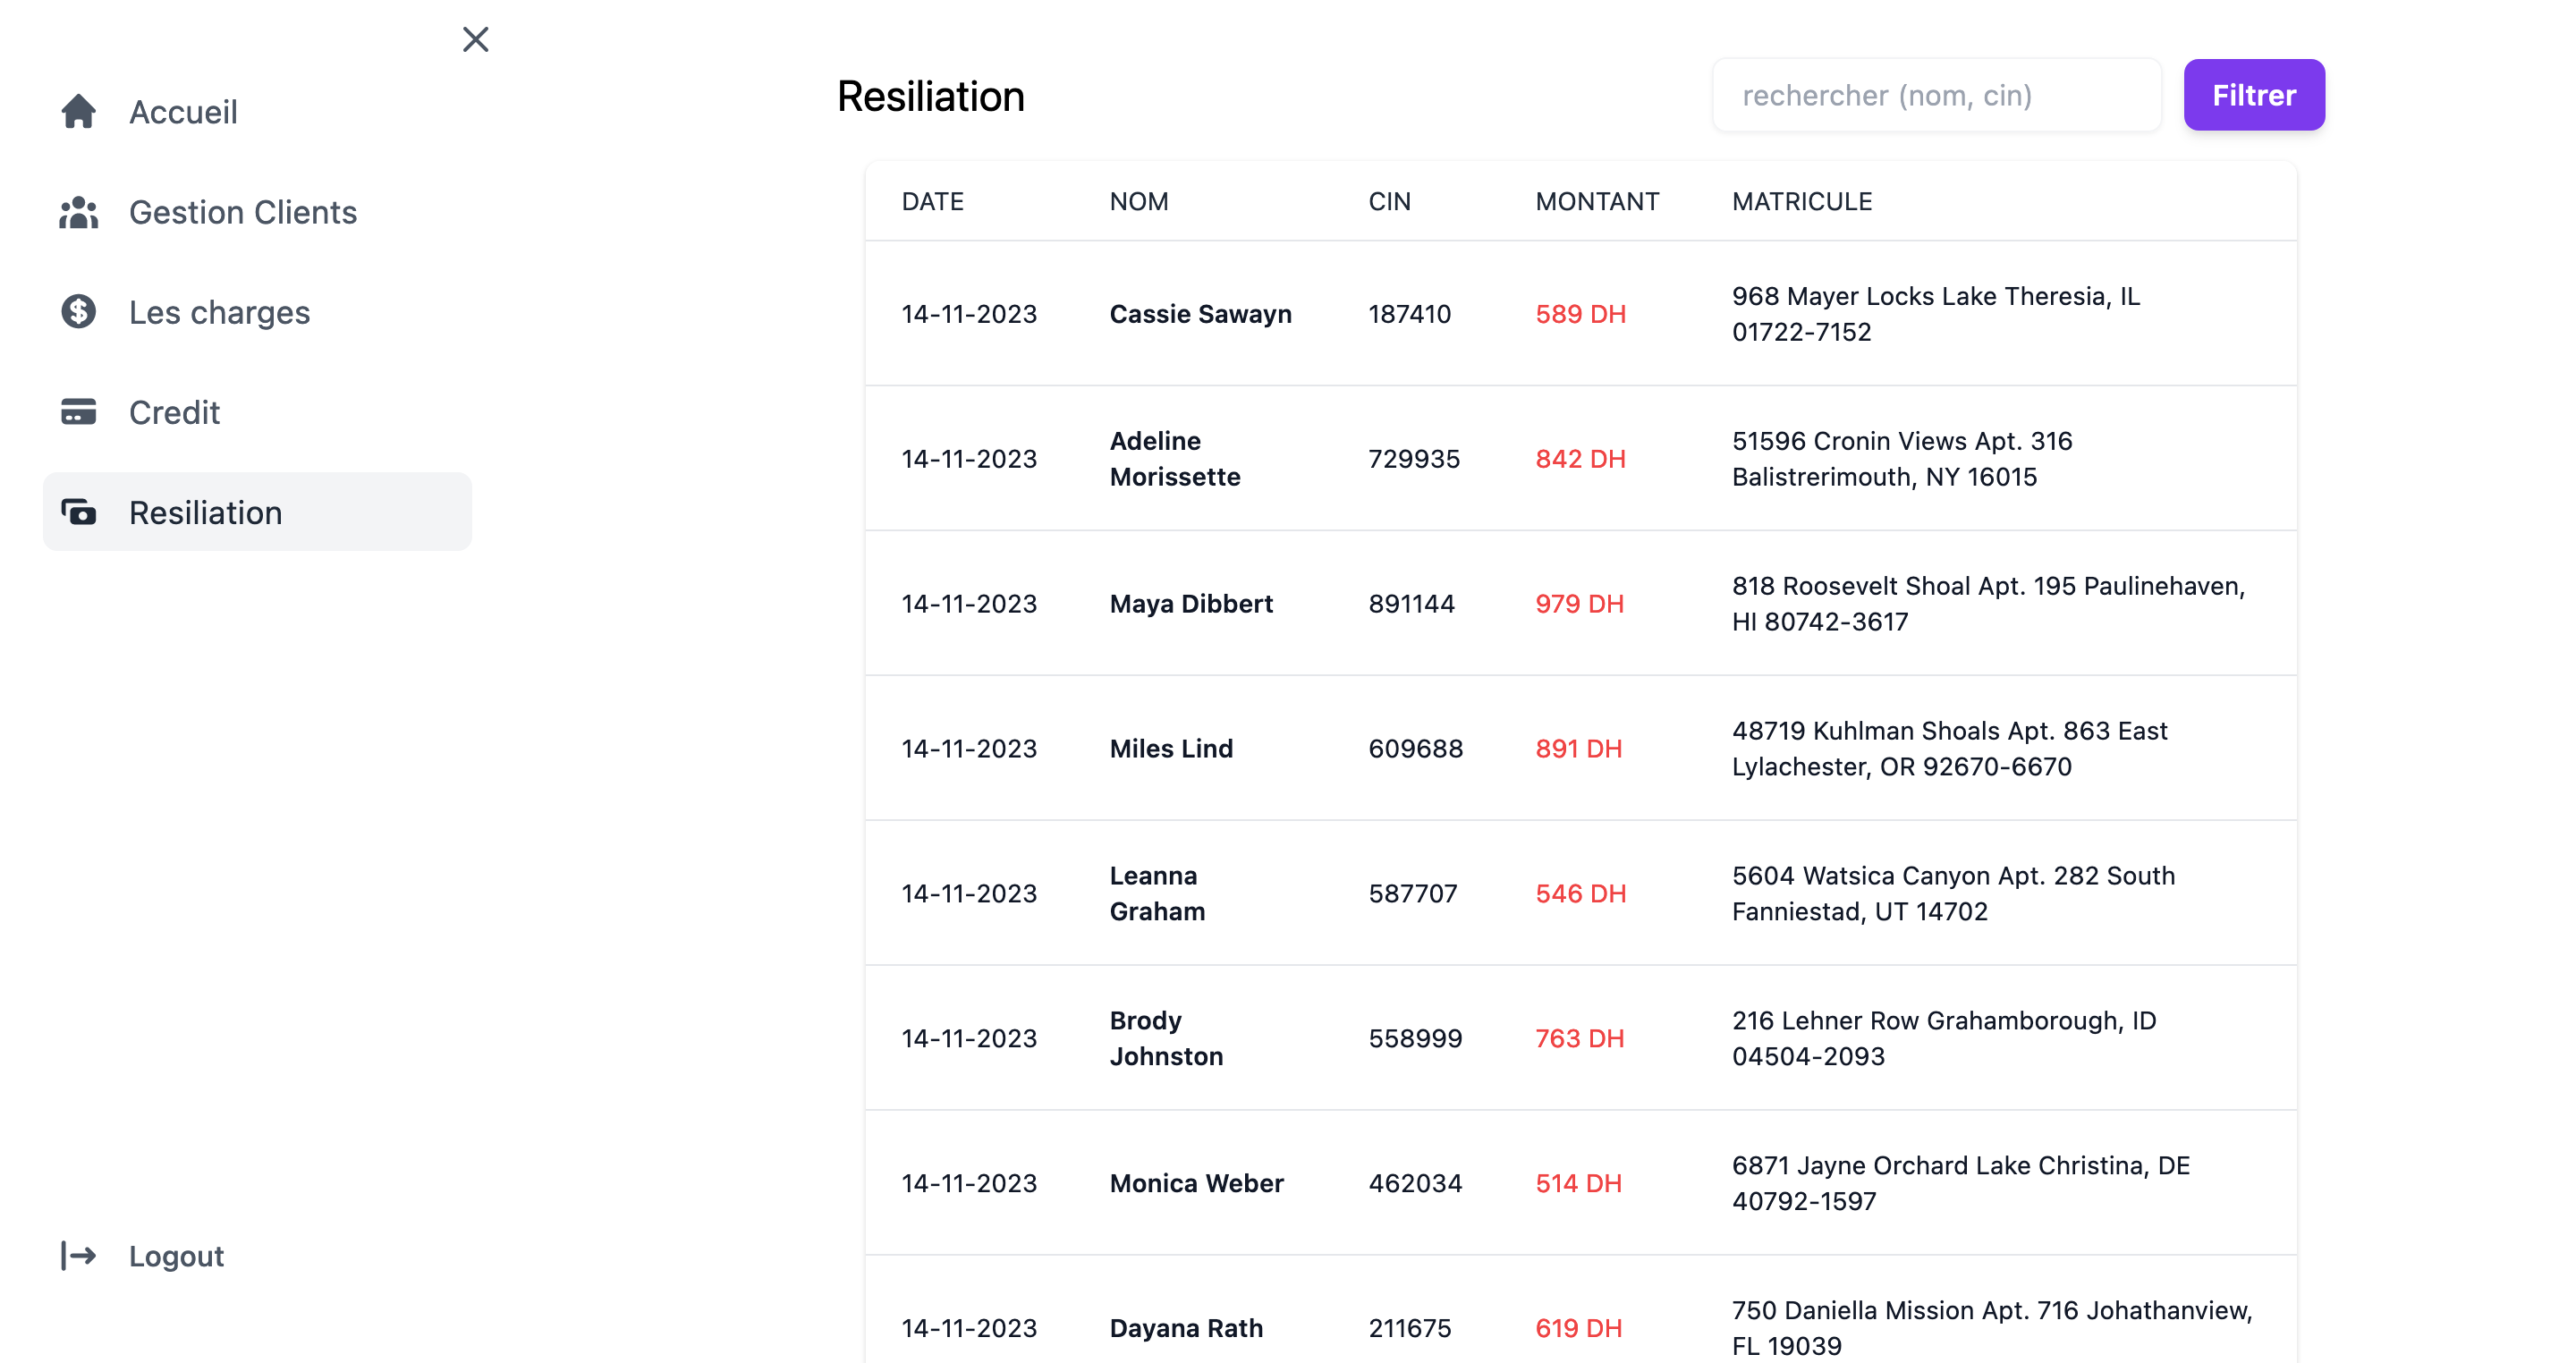 Accueil
Gestion Clients
Les charges
Credit
Resiliation
Logout
Resiliation
rechercher (nom, cin)
Filtrer
DATE NOM CIN MONTANT MATRICULE
14-11-2023 Cassie Sawayn 187410 589 DH 968 Mayer Locks Lake Theresia, IL
01722-7152
14-11-2023 Adeline
Morissette 729935 842 DH 51596 Cronin Views Apt. 316
Balistrerimouth, NY 16015
14-11-2023 Maya Dibbert 891144 979 DH 818 Roosevelt Shoal Apt. 195 Paulinehaven,
HI 80742-3617
14-11-2023 Miles Lind 609688 891 DH 48719 Kuhlman Shoals Apt. 863 East
Lylachester, OR 92670-6670
14-11-2023 Leanna
Graham 587707 546 DH 5604 Watsica Canyon Apt. 282 South
Fanniestad, UT 14702
14-11-2023 Brody
Johnston 558999 763 DH 216 Lehner Row Grahamborough, ID
04504-2093
14-11-2023 Monica Weber 462034 514 DH 6871 Jayne Orchard Lake Christina, DE
40792-1597
14-11-2023 Dayana Rath 211675 619 DH 750 Daniella Mission Apt. 716 Johathanview,
FL 19039